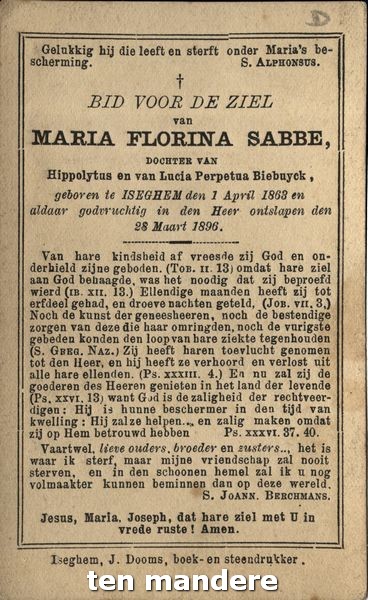 D
Gelukkig hij die leeft en sterft onder Maria's be-
scherming. S. ALPHONSUS.
†
BID VOOR DE ZIEL
van
MARIA FLORINA SABBE,
DOCHTER VAN
Hippolytus en van Lucia Perpetua Biebuyck,
geboren te ISEGHEM den 1 April 1863 en
aldaar godvruchtig in den Heer ontslapen den
28 Maart 1896.
Van hare kindsheid af vreesde zij God en on-
derhield zijne geboden. (TOB. II. 13) omdat hare ziel
aan God behaagde, was het noodig dat zij beproefd
wierd (IB. XII. 13.) Ellendige maanden heeft zij tot
erfdeel gehad, en droeve nachten geteld, (JOB. VII. 3,)
Noch de kunst der geneesheeren, noch de bestendige
zorgen van deze die haar omringden, noch de vurigste
gebeden konden den loop van hare ziekte tegenhouden
(S. GREG. NAZ.) Zij heeft haren toevlucht genomen
tot den Heer, en hij heeft ze verhoord en verlost uit
alle hare ellenden. (Ps. XXXIII. 4.) En nu zal zij de
goederen des Heeren genieten in het land der levende
(Ps. XXVI. 13) want God is de zaligheid der rechtveer-
digen : Hij is hunne beschermer in den tijd van
kwelling : Hij zal ze helpen... en zalig maken omdat
zij op Hem betrouwd hebben Ps. XXXVI. 37. 40.
Vaartwel, lieve ouders, broeder en zusters.., het is
waar ik sterf, maar mijne vriendschap zal nooit
sterven, en in den schoonen hemel zal ik u nog
volmaakter kunnen beminnen dan op deze wereld.
S. JOANN. BERCHMANS.
Jesus, Maria, Joseph, dat hare ziel met U in
vrede ruste ! Amen.
Iseghem, J. Dooms, boek- en steendrukker.
ten mandere